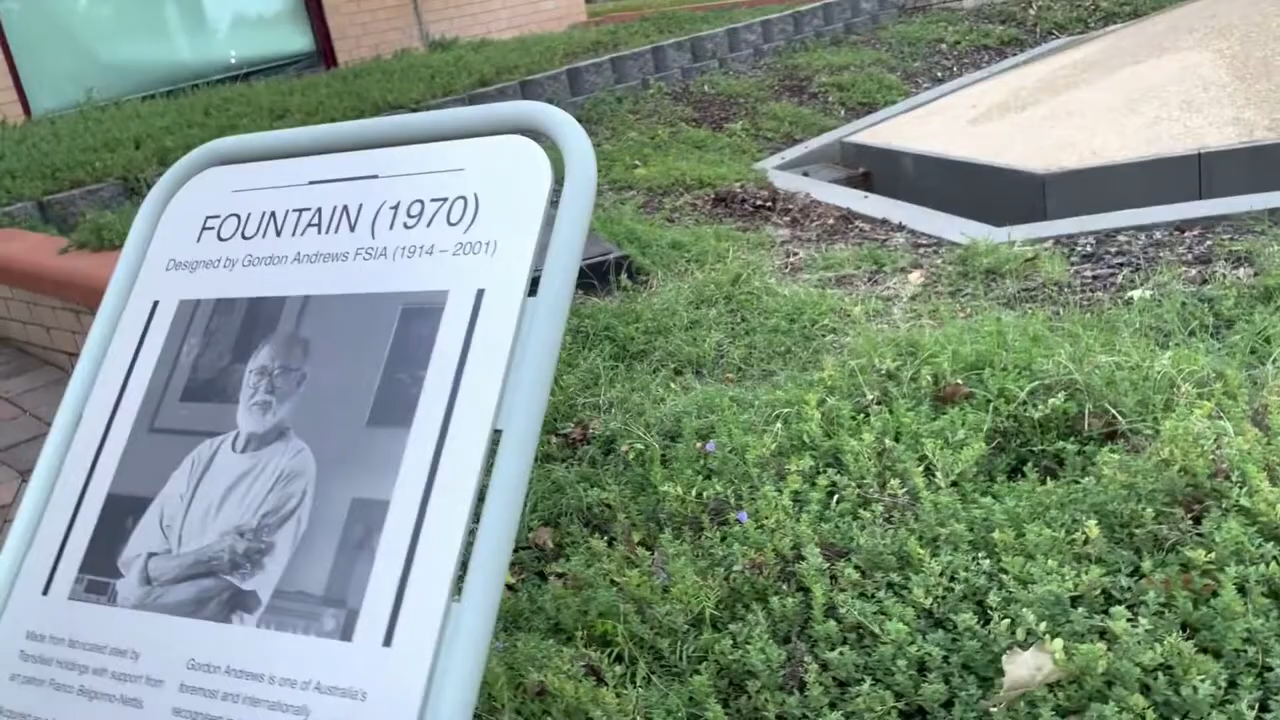 FOUNTAIN (1970)
Designed by Gordon Andrews FSIA (1914 – 2001)
Made from fabricated steel by
Transfield Holdings with support from
art patron Franco Belgiorno-Nettis.
Gordon Andrews is one of Australia's
foremost and internationally